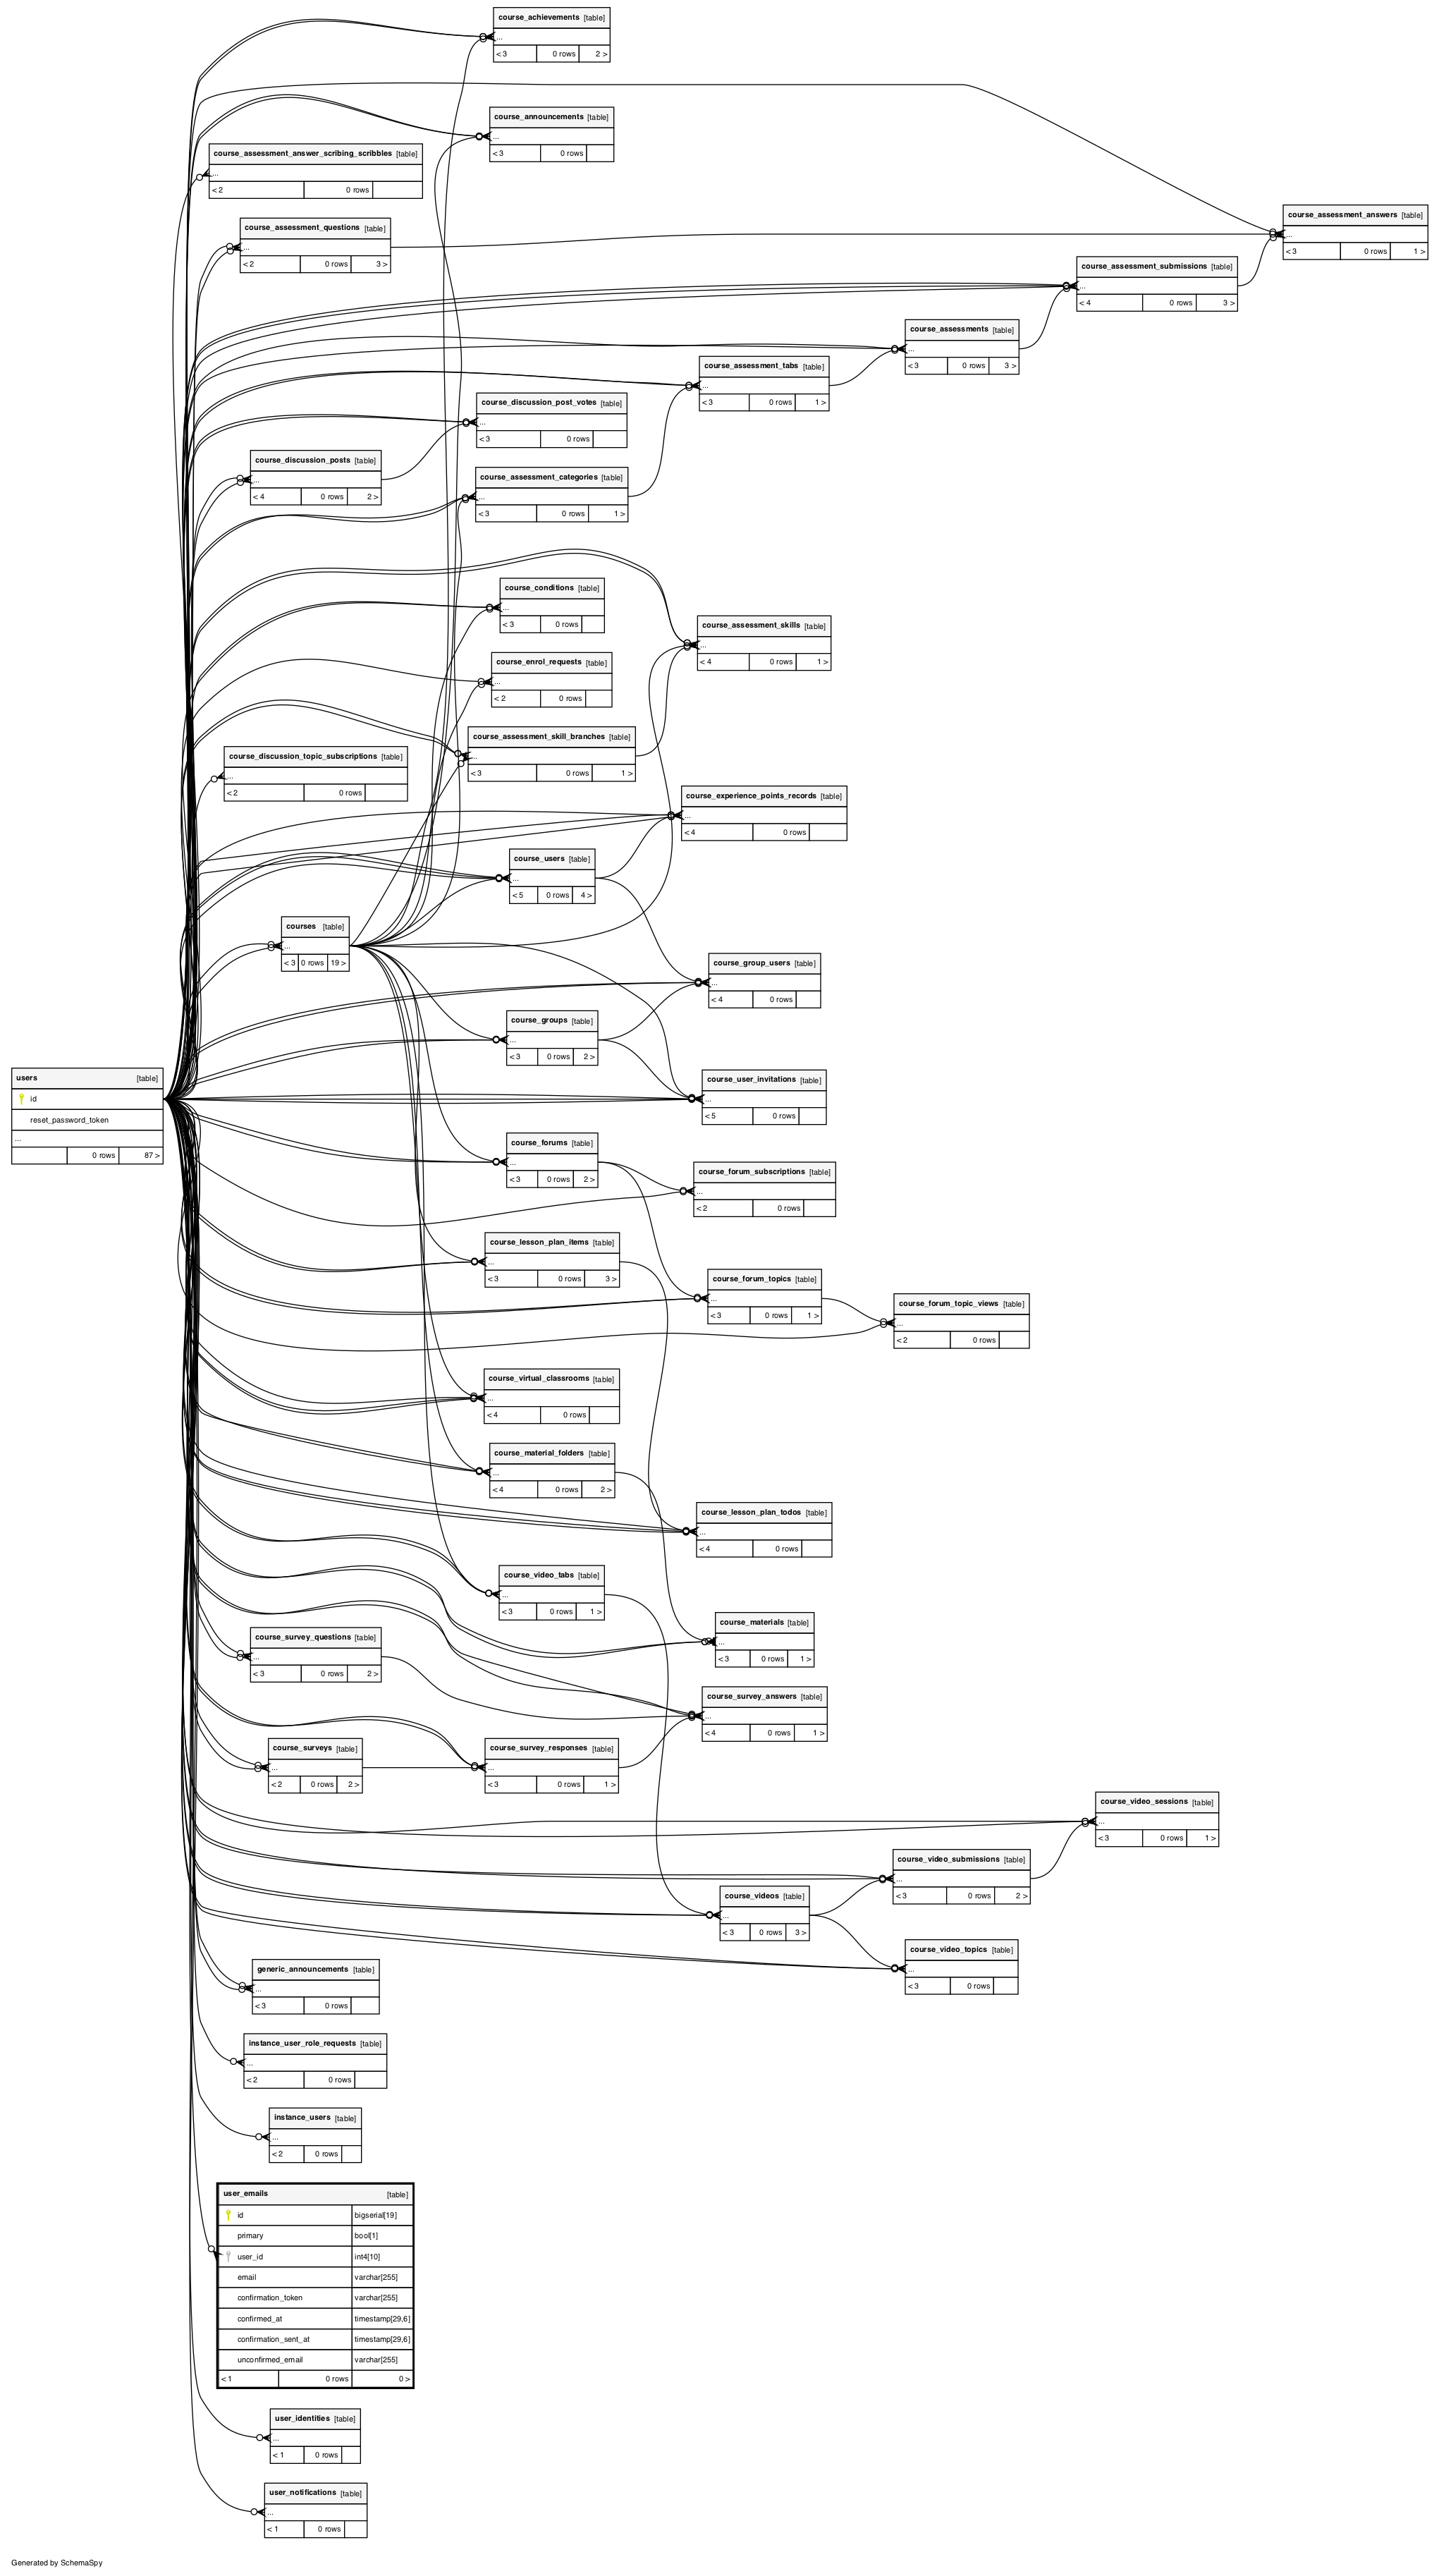 course_achievements [table]
...
< 3 0 rows 2 >
course_announcements [table]
...
< 3 0 rows
course_assessment_answer_scribing_scribbles [table]
...
< 2 0 rows
course_assessment_answers [table]
...
< 3 0 rows 1 >
course_assessment_questions [table]
...
< 2 0 rows 3 >
course_assessment_submissions [table]
...
< 4 0 rows 3 >
course_assessments [table]
...
< 3 0 rows 3 >
course_assessment_tabs [table]
...
< 3 0 rows 1 >
course_discussion_post_votes [table]
...
< 3 0 rows
course_discussion_posts [table]
...
< 4 0 rows 2 >
course_assessment_categories [table]
...
< 3 0 rows 1 >
course_conditions [table]
...
< 3 0 rows
course_assessment_skills [table]
...
< 4 0 rows 1 >
course_enrol_requests [table]
...
< 2 0 rows
course_assessment_skill_branches [table]
...
< 3 0 rows 1 >
course_discussion_topic_subscriptions [table]
...
< 2 0 rows
course_experience_points_records [table]
...
< 4 0 rows
course_users [table]
...
< 5 0 rows 4 >
courses [table]
...
< 3 0 rows 19 >
course_group_users [table]
...
< 4 0 rows
course_groups [table]
...
< 3 0 rows 2 >
users [table]
id
reset_password_token
...
0 rows 87 >
course_user_invitations [table]
...
< 5 0 rows
course_forums [table]
...
< 3 0 rows 2 >
course_forum_subscriptions [table]
...
< 2 0 rows
course_lesson_plan_items [table]
...
< 3 0 rows 3 >
course_forum_topics [table]
...
< 3 0 rows 1 >
course_forum_topic_views [table]
...
< 2 0 rows
course_virtual_classrooms [table]
...
< 4 0 rows
course_material_folders [table]
...
< 4 0 rows 2 >
course_lesson_plan_todos [table]
...
< 4 0 rows
course_video_tabs [table]
...
< 3 0 rows 1 >
course_materials [table]
...
< 3 0 rows 1 >
course_survey_questions [table]
...
< 3 0 rows 2 >
course_survey_answers [table]
...
< 4 0 rows 1 >
course_surveys [table]
...
< 2 0 rows 2 >
course_survey_responses [table]
...
< 3 0 rows 1 >
course_video_sessions [table]
...
< 3 0 rows 1 >
course_video_submissions [table]
...
< 3 0 rows 2 >
course_videos [table]
...
< 3 0 rows 3 >
course_video_topics [table]
...
< 3 0 rows
generic_announcements [table]
...
< 3 0 rows
instance_user_role_requests [table]
...
< 2 0 rows
instance_users [table]
...
< 2 0 rows
user_emails [table]
id bigserial[19]
primary bool[1]
user_id int4[10]
email varchar[255]
confirmation_token varchar[255]
confirmed_at timestamp[29,6]
confirmation_sent_at timestamp[29,6]
unconfirmed_email varchar[255]
< 1 0 rows 0 >
user_identities [table]
...
< 1 0 rows
user_notifications [table]
...
< 1 0 rows
Generated by SchemaSpy